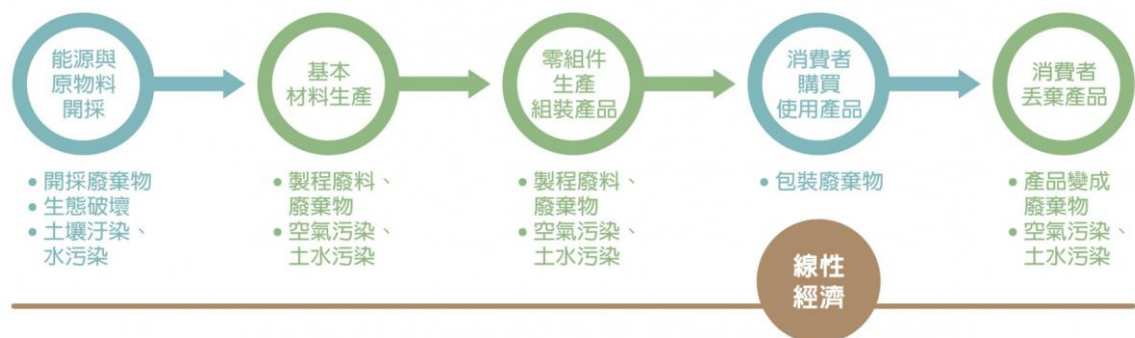 能源與
原物料
開採
基本
材料生產
零組件
生產
組裝產品
消費者
購買
使用產品
消費者
丟棄產品
• 開採廢棄物
• 生態破壞
• 土壤汙染、
水污染
• 製程廢料、
廢棄物
• 空氣污染、
土水污染
• 製程廢料、
廢棄物
• 空氣污染、
土水污染
• 包裝廢棄物
• 產品變成
廢棄物
• 空氣污染、
土水污染
線性
經濟